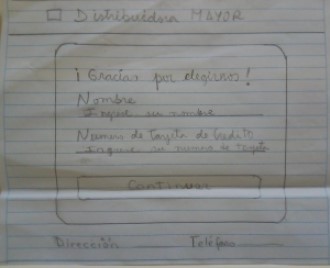 Distribuidora MAYOR
¡Gracias por elegirnos!
Nombre
Ingrese su nombre
Numero de Tarjeta de Credito
Ingrese su numero de Tarjeta
Continuar
Dirección Teléfono